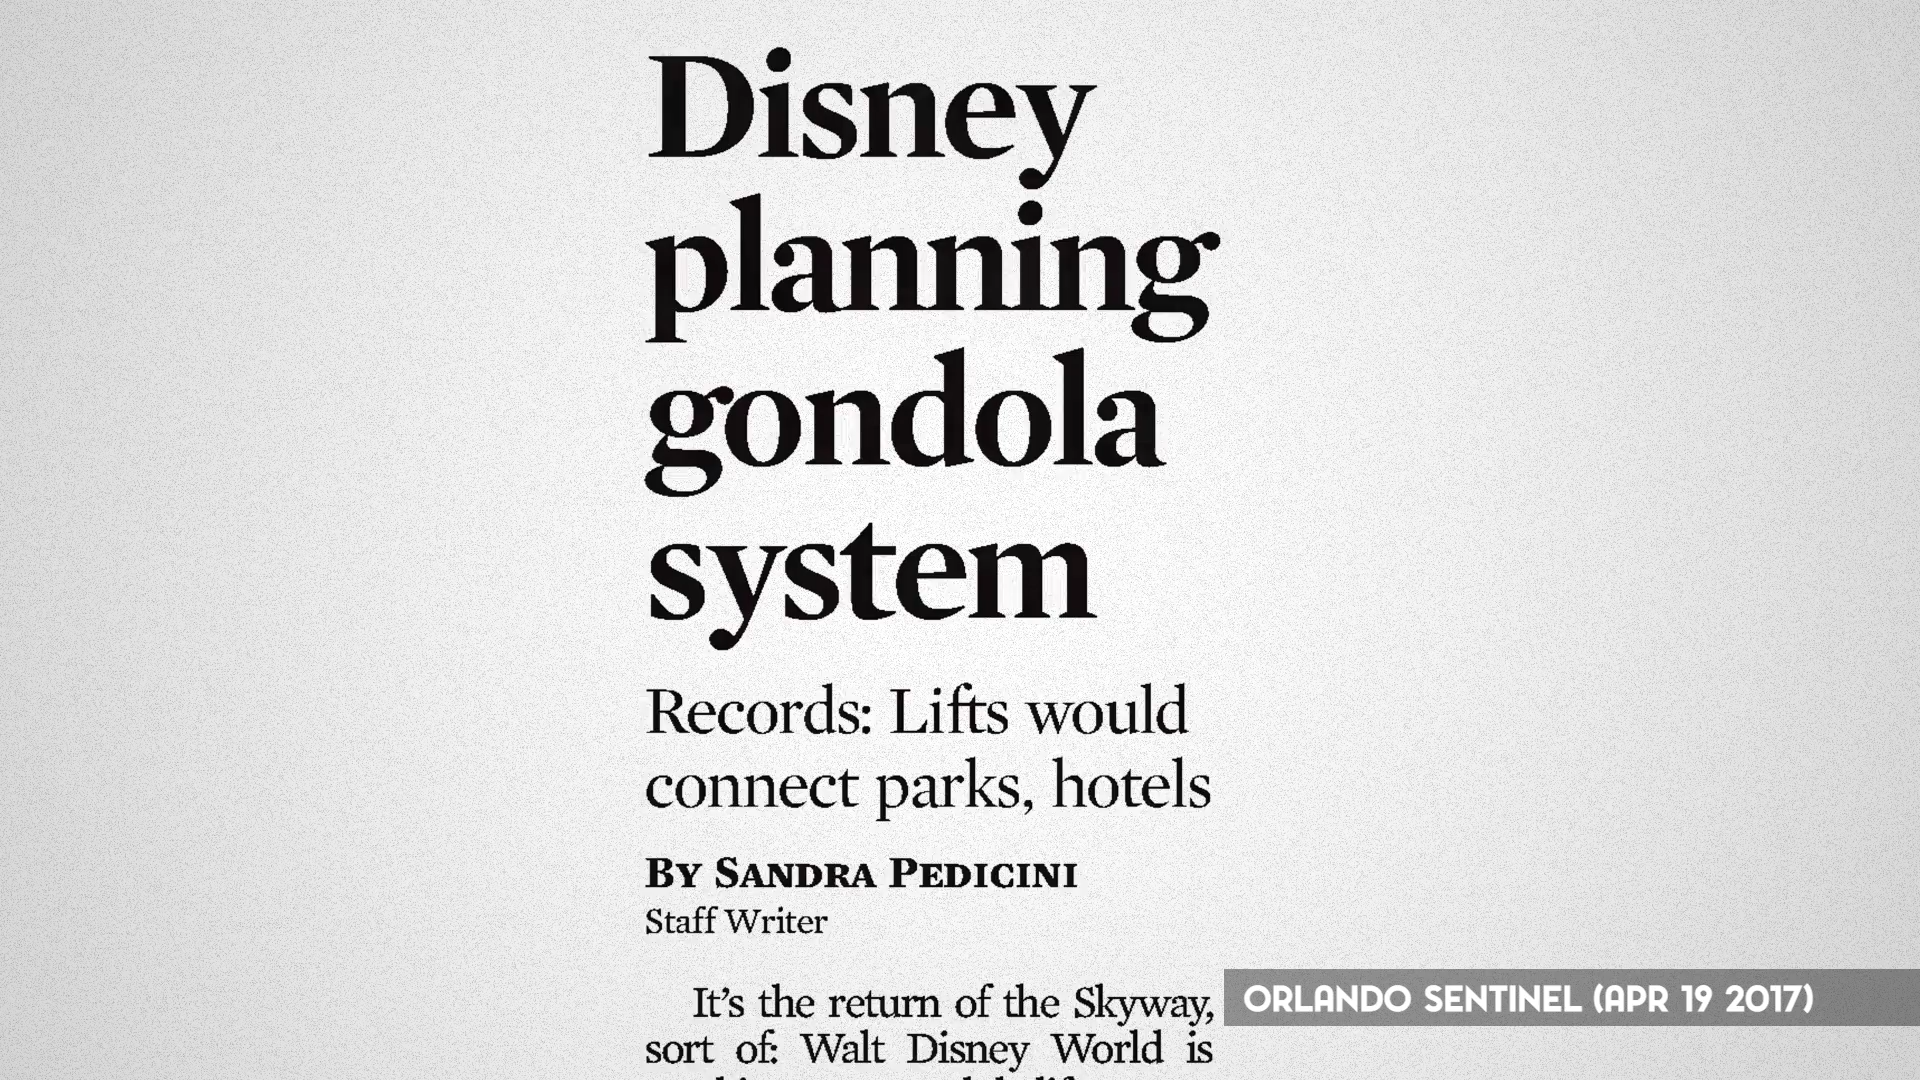 Disney
planning
gondola
system
Records: Lifts would
connect parks, hotels
BY SANDRA PEDICINI
Staff Writer
It’s the return of the Skyway,
sort of: Walt Disney World is
ORLANDO SENTINEL (APR 19 2017)